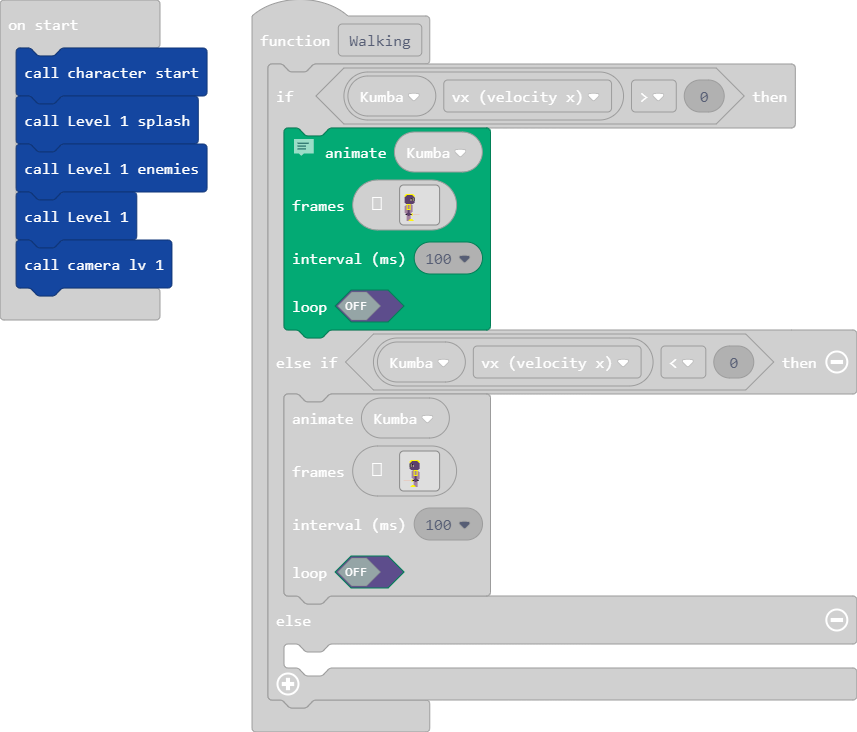 on start
call character start
call Level 1 splash
call Level 1 enemies
call Level 1
call camera lv 1
function Walking
if Kumba vx (velocity x) > 0 then
animate Kumba
frames
interval (ms) 100
loop OFF
else if Kumba vx (velocity x) < 0 then
animate Kumba
frames
interval (ms) 100
loop OFF
else